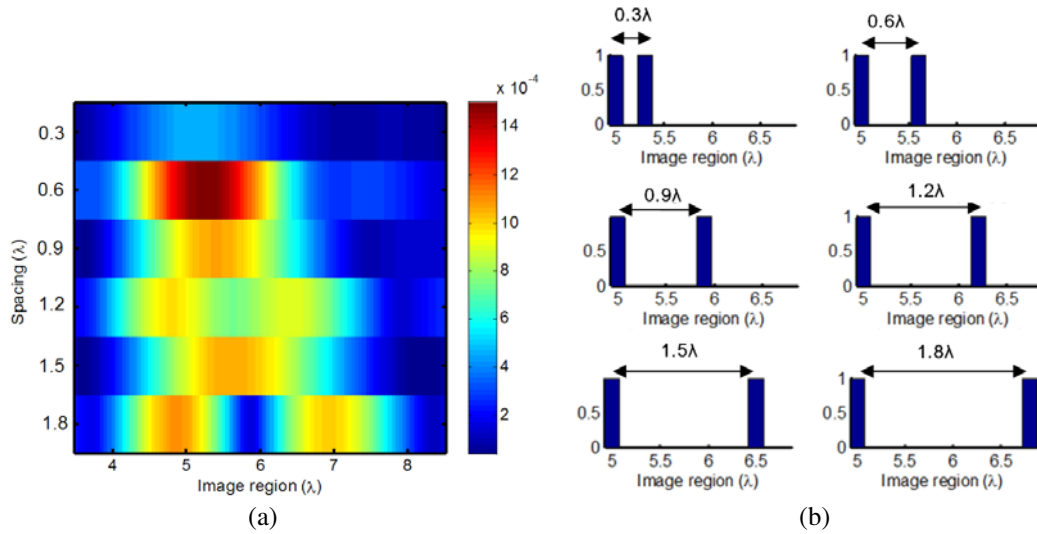 x 10⁻⁴
0.3
0.6
0.9
1.2
1.5
1.8
Spacing (λ)
4 5 6 7 8
Image region (λ)
14
12
10
8
6
4
2
(a)
0.3λ
1
0.5
0
5 5.5 6 6.5
Image region (λ)
0.6λ
1
0.5
0
5 5.5 6 6.5
Image region (λ)
0.9λ
1
0.5
0
5 5.5 6 6.5
Image region (λ)
1.2λ
1
0.5
0
5 5.5 6 6.5
Image region (λ)
1.5λ
1
0.5
0
5 5.5 6 6.5
Image region (λ)
1.8λ
1
0.5
0
5 5.5 6 6.5
Image region (λ)
(b)